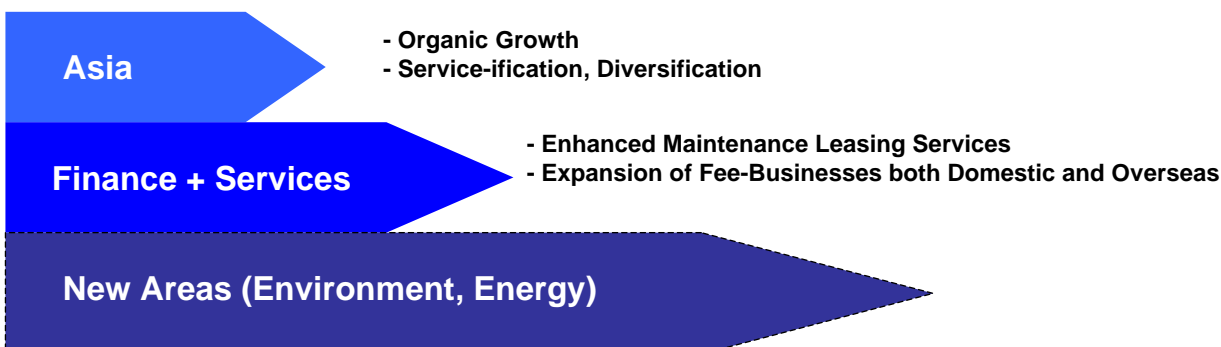 Asia
- Organic Growth
- Service-ification, Diversification
Finance + Services
- Enhanced Maintenance Leasing Services
- Expansion of Fee-Businesses both Domestic and Overseas
New Areas (Environment, Energy)